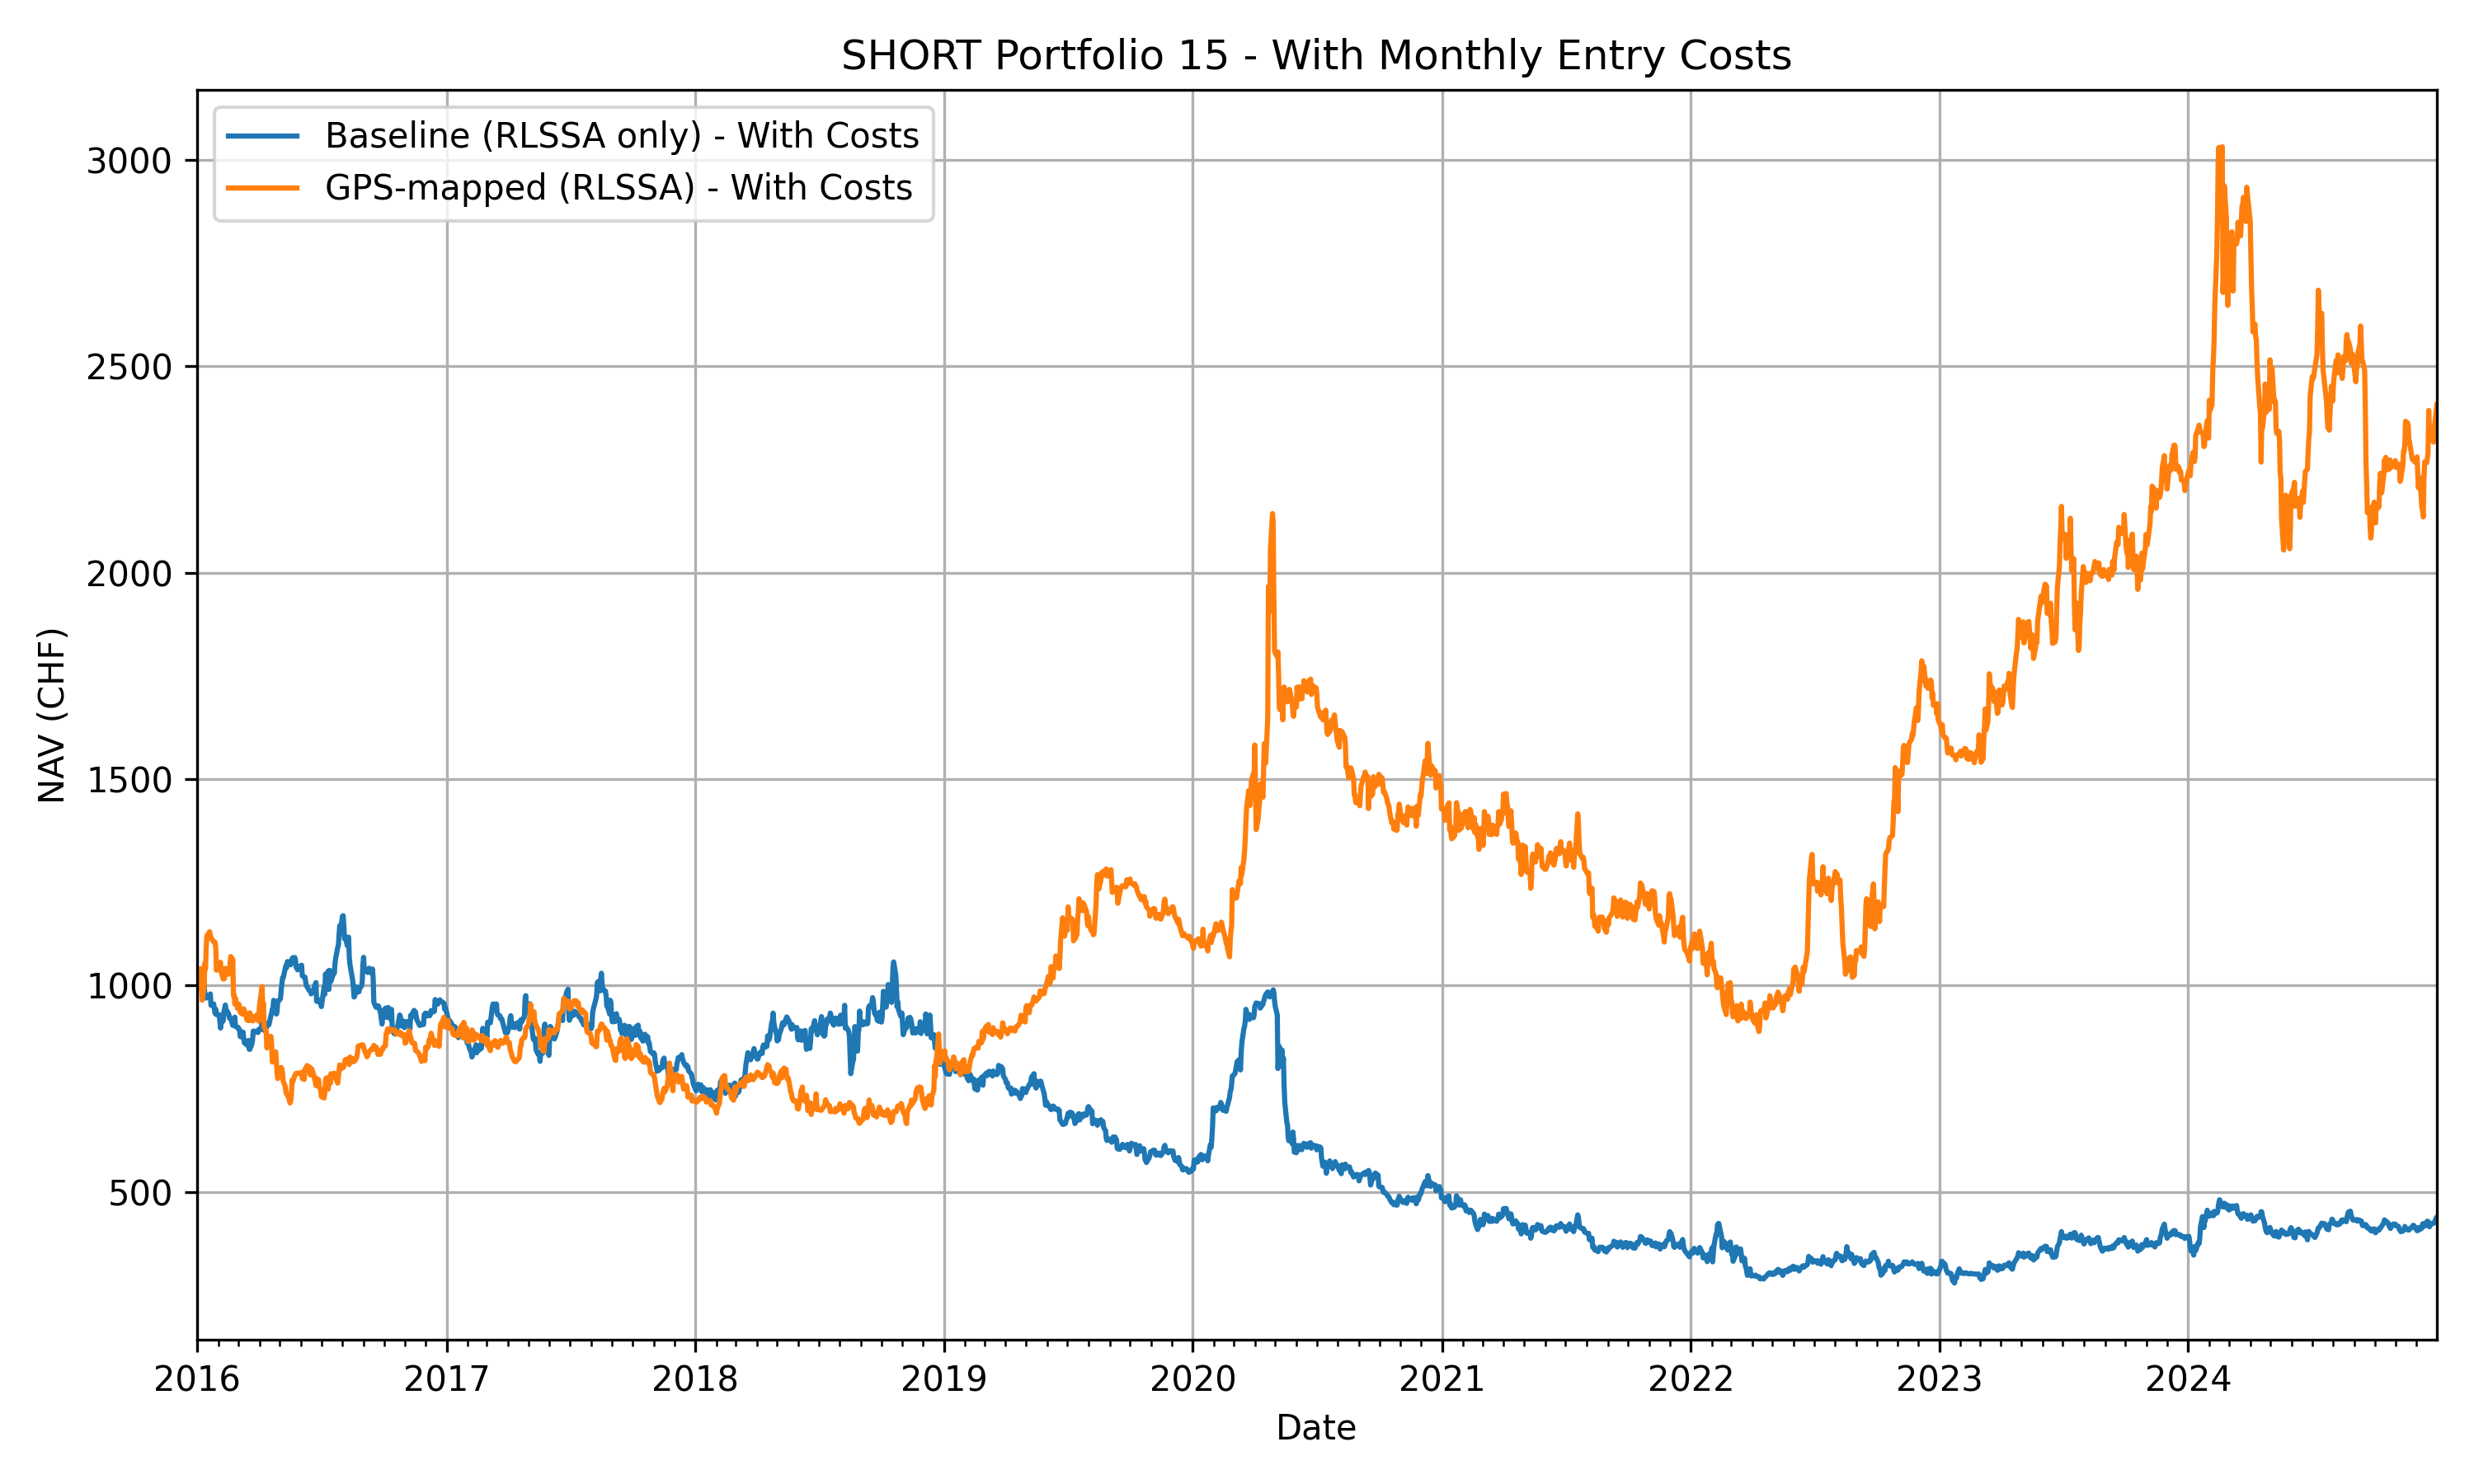 SHORT Portfolio 15 - With Monthly Entry Costs
Baseline (RLSSA only) - With Costs
GPS-mapped (RLSSA) - With Costs
NAV (CHF)
3000
2500
2000
1500
1000
500
2016 2017 2018 2019 2020 2021 2022 2023 2024
Date